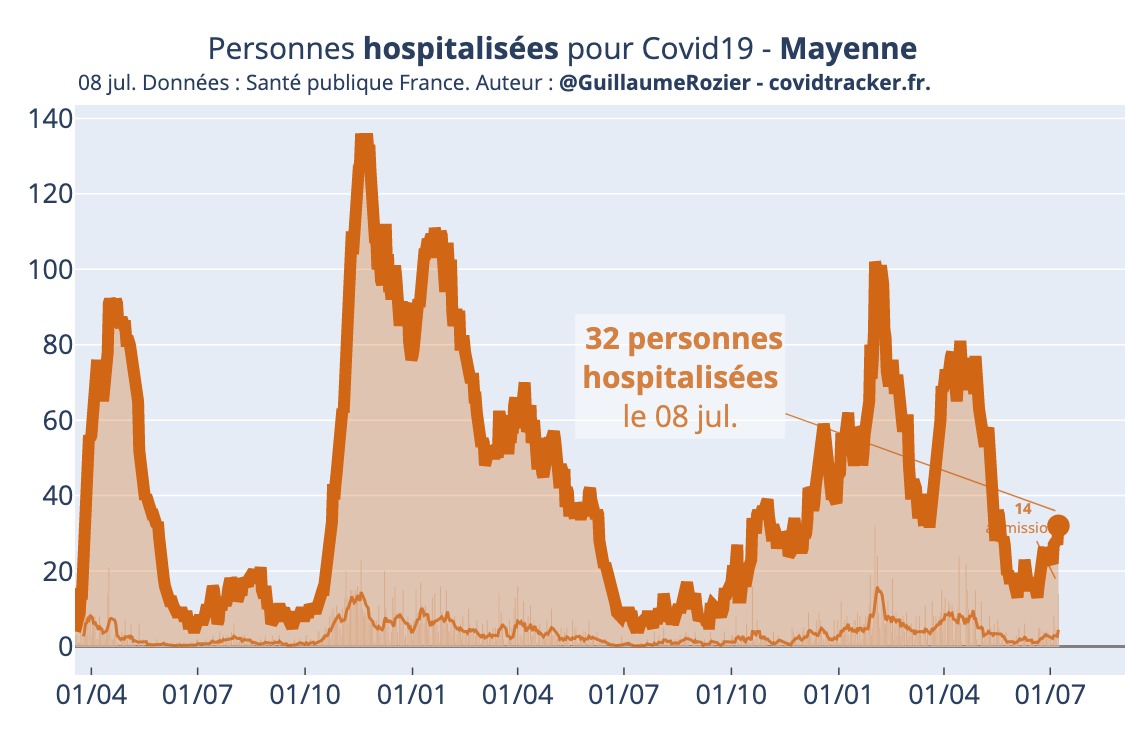 Personnes hospitalisées pour Covid19 - Mayenne
08 jul. Données : Santé publique France. Auteur : @GuillaumeRozier - covidtracker.fr.
140
120
100
80
60
40
20
0
32 personnes
hospitalisées
le 08 jul.
14
01/04 01/07 01/10 01/01 01/04 01/07 01/10 01/01 01/04 01/07